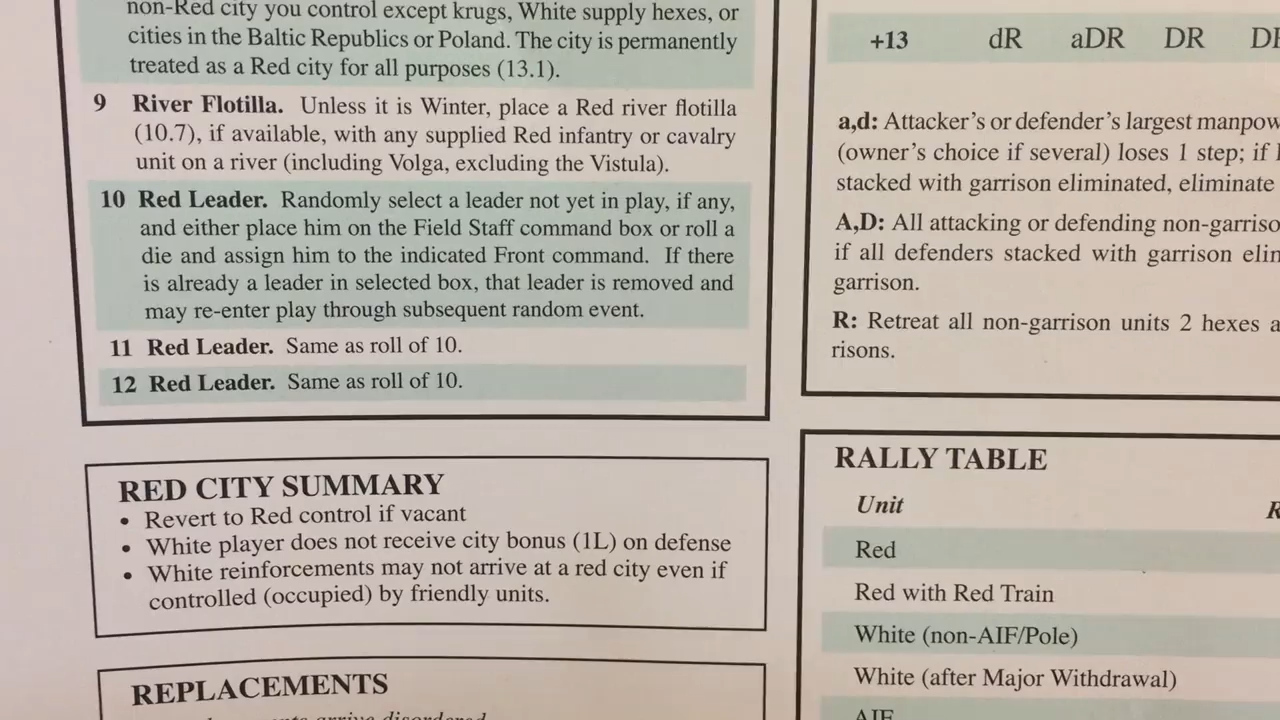 non-Red city you control except krugs, White supply hexes, or
cities in the Baltic Republics or Poland. The city is permanently
treated as a Red city for all purposes (13.1).
9 River Flotilla. Unless it is Winter, place a Red river flotilla
(10.7), if available, with any supplied Red infantry or cavalry
unit on a river (including Volga, excluding the Vistula).
10 Red Leader. Randomly select a leader not yet in play, if any,
and either place him on the Field Staff command box or roll a
die and assign him to the indicated Front command. If there
is already a leader in selected box, that leader is removed and
may re-enter play through subsequent random event.
11 Red Leader. Same as roll of 10.
12 Red Leader. Same as roll of 10.
RED CITY SUMMARY
• Revert to Red control if vacant
• White player does not receive city bonus (1L) on defense
• White reinforcements may not arrive at a red city even if
controlled (occupied) by friendly units.
REPLACEMENTS
arrive disordered
+13 dR aDR DR
a,d: Attacker's or defender's largest
(owner's choice if several) loses 1 step; if
stacked with garrison eliminated, eliminate
A,D: All attacking or defending
if all defenders stacked with garrison
garrison.
R: Retreat all non-garrison units 2 hexes
risons.
RALLY TABLE
Unit
Red
Red with Red Train
White (non-AIF/Pole)
White (after Major Withdrawal)
AIF